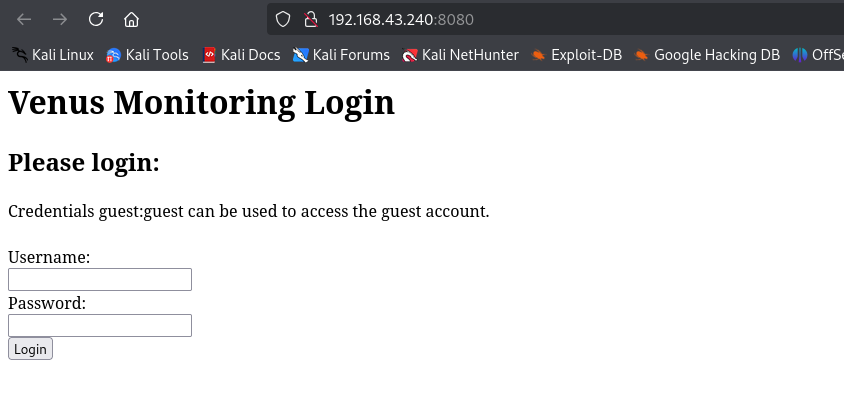 192.168.43.240:8080
Kali Linux Kali Tools Kali Docs Kali Forums Kali NetHunter Exploit-DB Google Hacking DB OffSe
Venus Monitoring Login
Please login:
Credentials guest:guest can be used to access the guest account.
Username:
Password:
Login